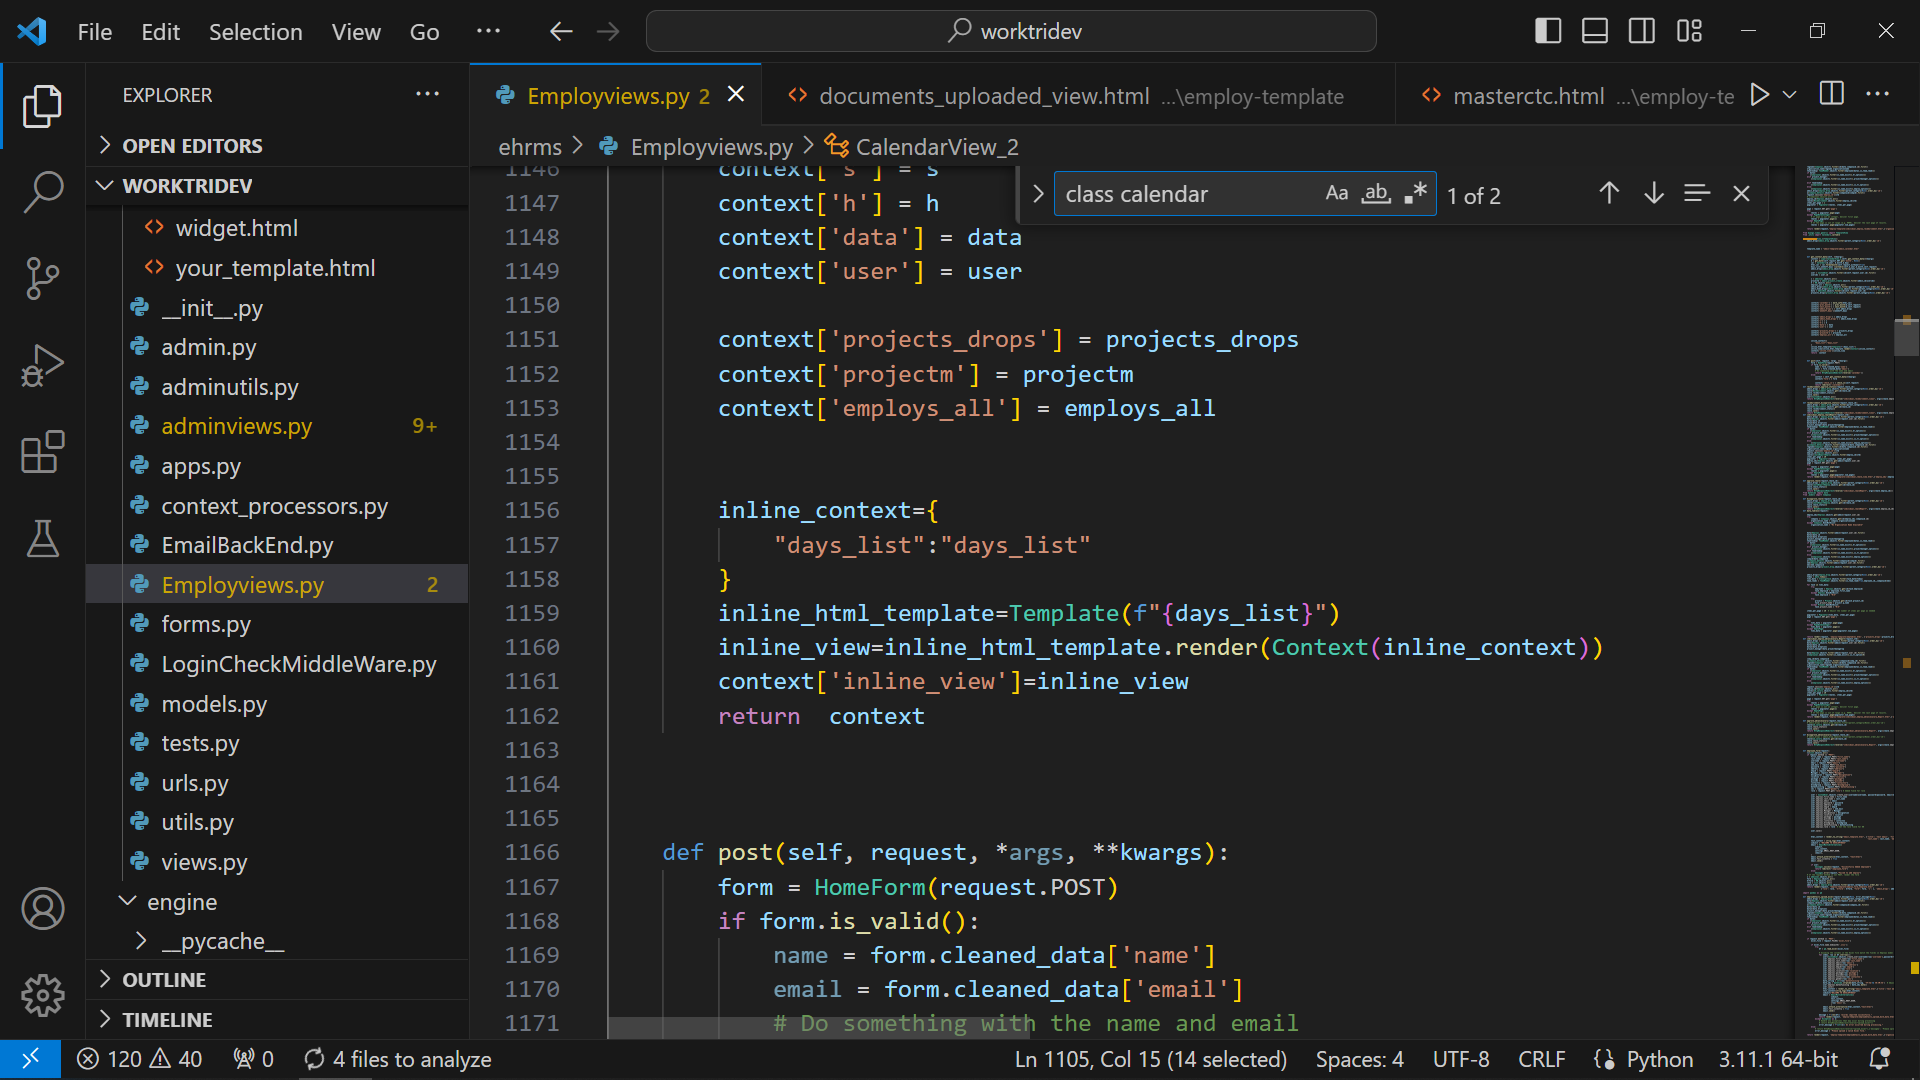 File Edit Selection View Go ···
worktridev
EXPLORER
OPEN EDITORS
WORKTRIDEV
widget.html
your_template.html
__init__.py
admin.py
adminutils.py
adminviews.py 9+
apps.py
context_processors.py
EmailBackEnd.py
Employviews.py 2
forms.py
LoginCheckMiddleWare.py
models.py
tests.py
urls.py
utils.py
views.py
engine
__pycache__
OUTLINE
TIMELINE
Employviews.py 2
documents_uploaded_view.html ...\employ-template
masterctc.html ...\employ-te
ehrms > Employviews.py > CalendarView_2
class calendar Aa ab .* 1 of 2
1146 context['s'] = s
1147 context['h'] = h
1148 context['data'] = data
1149 context['user'] = user
1150
1151 context['projects_drops'] = projects_drops
1152 context['projectm'] = projectm
1153 context['employs_all'] = employs_all
1154
1155
1156 inline_context={
1157 "days_list":"days_list"
1158 }
1159 inline_html_template=Template(f"{days_list}")
1160 inline_view=inline_html_template.render(Context(inline_context))
1161 context['inline_view']=inline_view
1162 return  context
1163
1164
1165
1166 def post(self, request, *args, **kwargs):
1167 form = HomeForm(request.POST)
1168 if form.is_valid():
1169 name = form.cleaned_data['name']
1170 email = form.cleaned_data['email']
1171 # Do something with the name and email
120 40 0 4 files to analyze
Ln 1105, Col 15 (14 selected) Spaces: 4 UTF-8 CRLF Python 3.11.1 64-bit